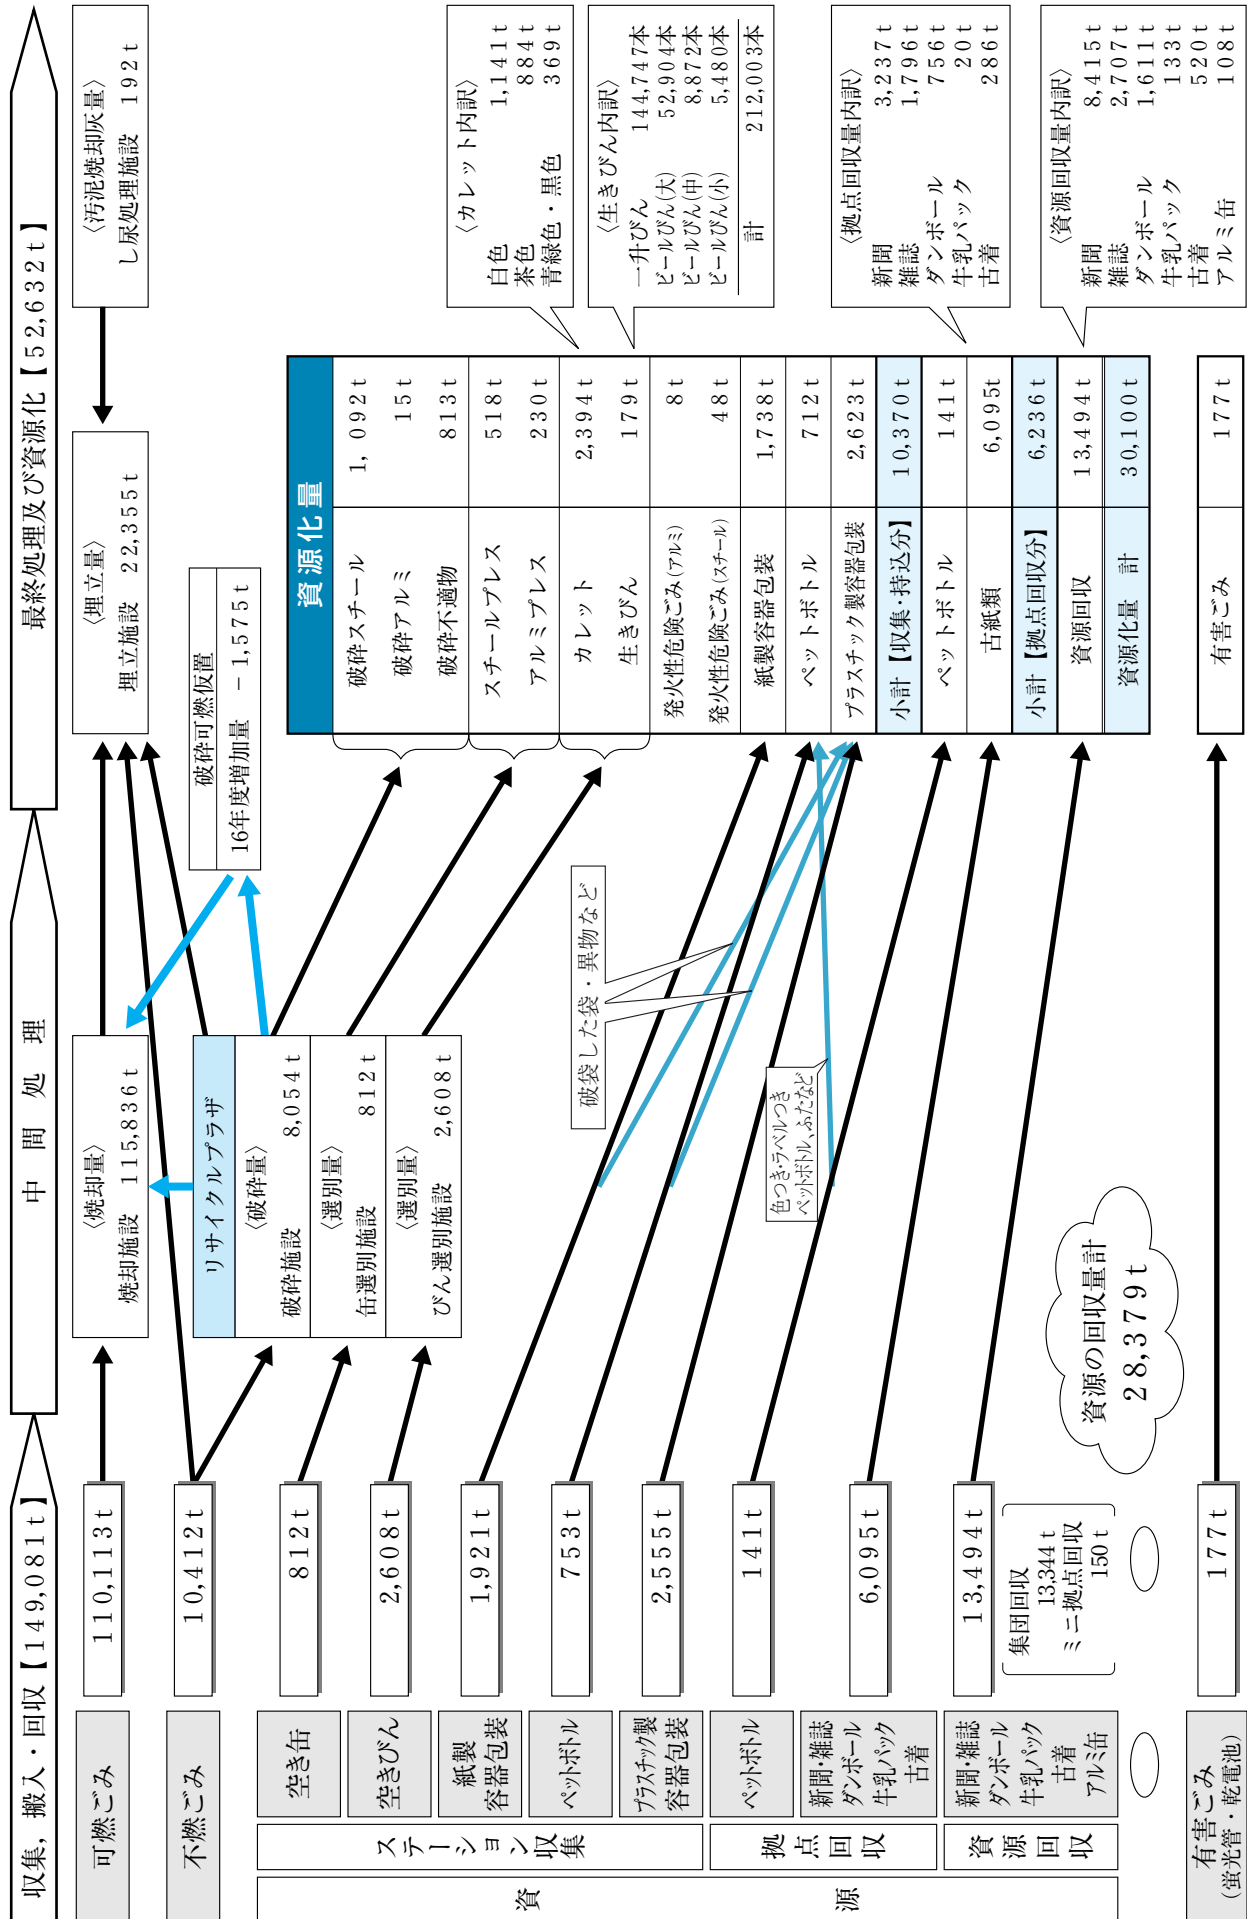 収集，搬入・回収【149,081t】
中間処理
最終処理及び資源化【52,632t】
可燃ごみ
110,113t
〈焼却量〉
焼却施設 115,836t
〈埋立量〉
埋立施設 22,355t
〈汚泥焼却灰量〉
し尿処理施設 192t
不燃ごみ
10,412t
リサイクルプラザ
〈破砕量〉
破砕施設 8,054t
〈選別量〉
缶選別施設 812t
〈選別量〉
びん選別施設 2,608t
破砕可燃仮置
16年度増加量 －1,575t
資源
ステーション収集
空き缶
812t
空きびん
2,608t
紙製
容器包装
1,921t
ペットボトル
753t
プラスチック製
容器包装
2,555t
拠点回収
ペットボトル
141t
新聞・雑誌
ダンボール
牛乳パック
古着
6,095t
資源回収
新聞・雑誌
ダンボール
牛乳パック
古着
アルミ缶
13,494t
集団回収
13,344t
ミニ拠点回収
150t
資源の回収量計
28,379t
有害ごみ
(蛍光管・乾電池)
177t
破袋した袋・異物など
色つき・ラベルつき
ペットボトル、ふたなど
資源化量
破砕スチール 1,092t
破砕アルミ 15t
破砕不適物 813t
スチールプレス 518t
アルミプレス 230t
カレット 2,394t
生きびん 179t
発火性危険ごみ(アルミ) 8t
発火性危険ごみ(スチール) 48t
紙製容器包装 1,738t
ペットボトル 712t
プラスチック製容器包装 2,623t
小計【収集・持込分】 10,370t
ペットボトル 141t
古紙類 6,095t
小計【拠点回収分】 6,236t
資源回収 13,494t
資源化量 計 30,100t
有害ごみ 177t
〈カレット内訳〉
白色 1,141t
茶色 884t
青緑色・黒色 369t
〈生きびん内訳〉
一升びん 144,747本
ビールびん(大) 52,904本
ビールびん(中) 8,872本
ビールびん(小) 5,480本
計 212,003本
〈拠点回収量内訳〉
新聞 3,237t
雑誌 1,796t
ダンボール 756t
牛乳パック 20t
古着 286t
〈資源回収量内訳〉
新聞 8,415t
雑誌 2,707t
ダンボール 1,611t
牛乳パック 133t
古着 520t
アルミ缶 108t